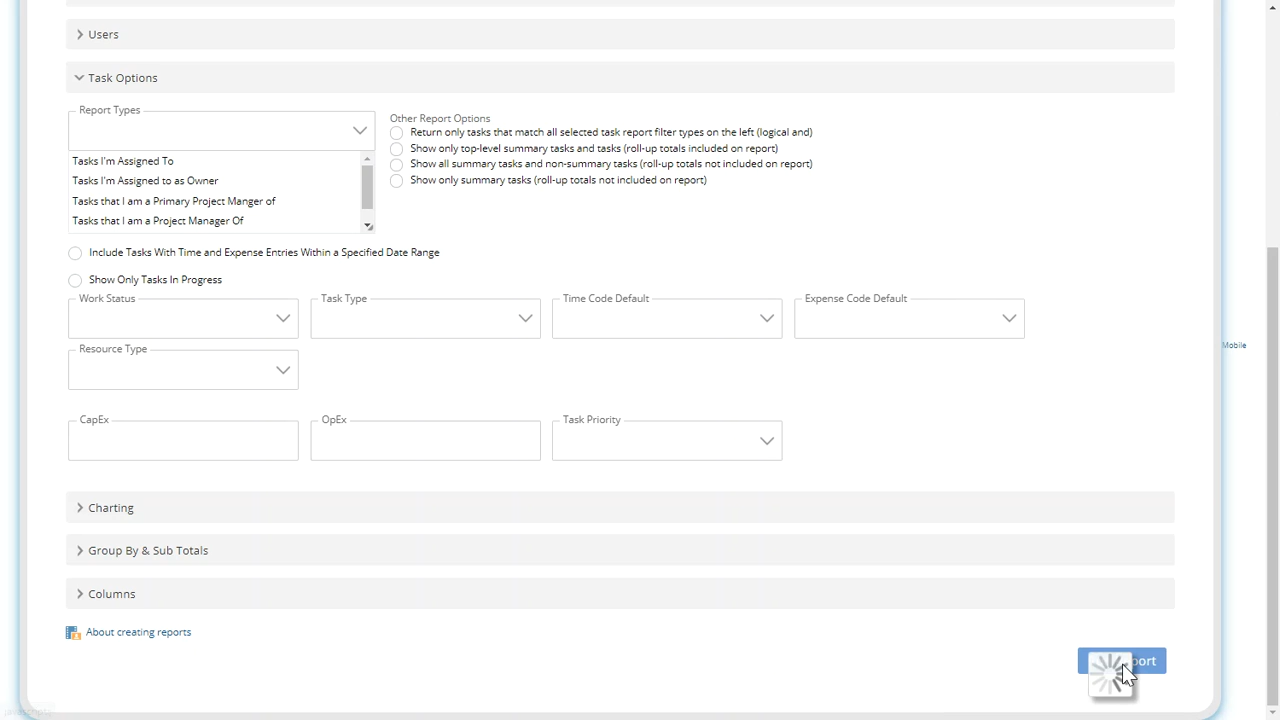 Users
Task Options
Report Types
Tasks I'm Assigned To
Tasks I'm Assigned to as Owner
Tasks that I am a Primary Project Manger of
Tasks that I am a Project Manager Of
Other Report Options
Return only tasks that match all selected task report filter types on the left (logical and)
Show only top-level summary tasks and tasks (roll-up totals included on report)
Show all summary tasks and non-summary tasks (roll-up totals not included on report)
Show only summary tasks (roll-up totals not included on report)
Include Tasks With Time and Expense Entries Within a Specified Date Range
Show Only Tasks In Progress
Work Status
Task Type
Time Code Default
Expense Code Default
Resource Type
Mobile
CapEx
OpEx
Task Priority
Charting
Group By & Sub Totals
Columns
About creating reports